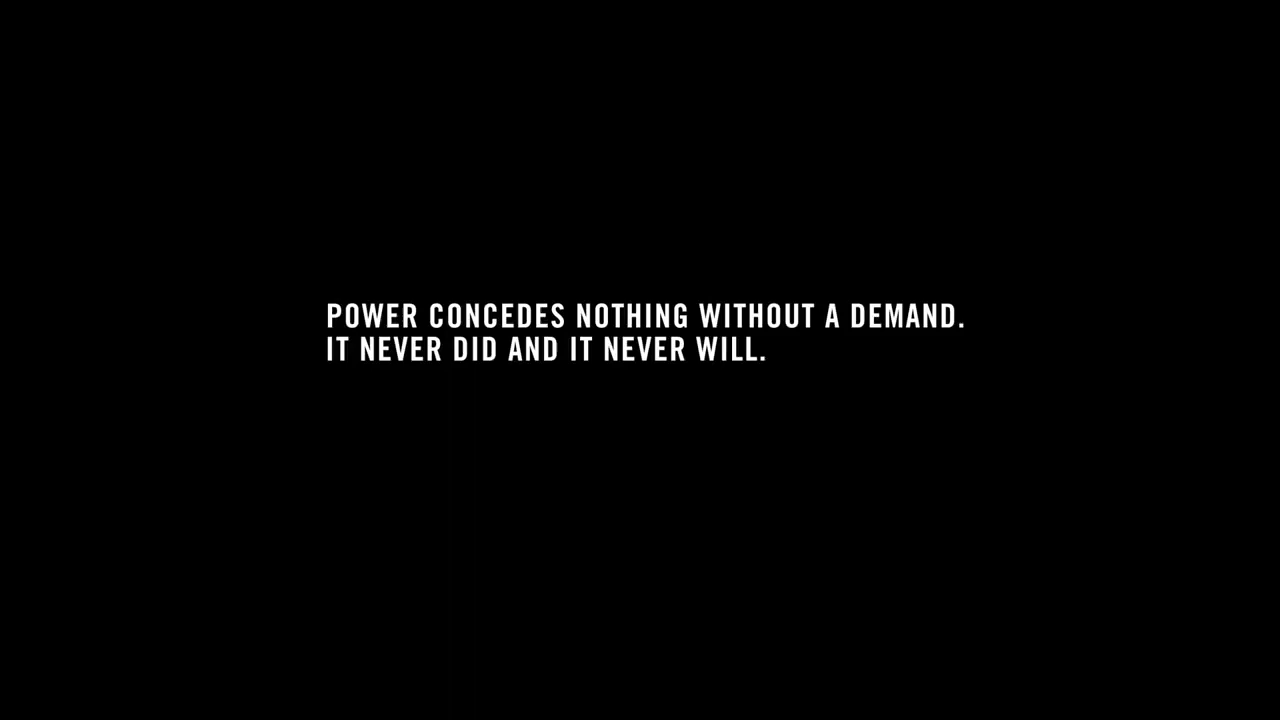 POWER CONCEDES NOTHING WITHOUT A DEMAND.
IT NEVER DID AND IT NEVER WILL.